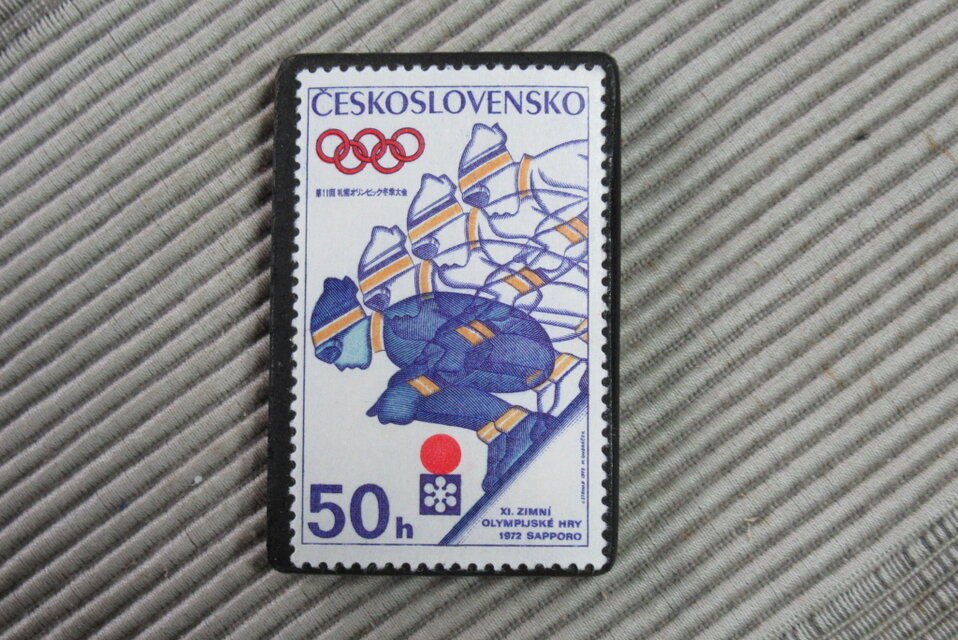 ČESKOSLOVENSKO
第11回 札幌オリンピック冬季大会
50h
XI. ZIMNÍ
OLYMPIJSKÉ HRY
1972 SAPPORO